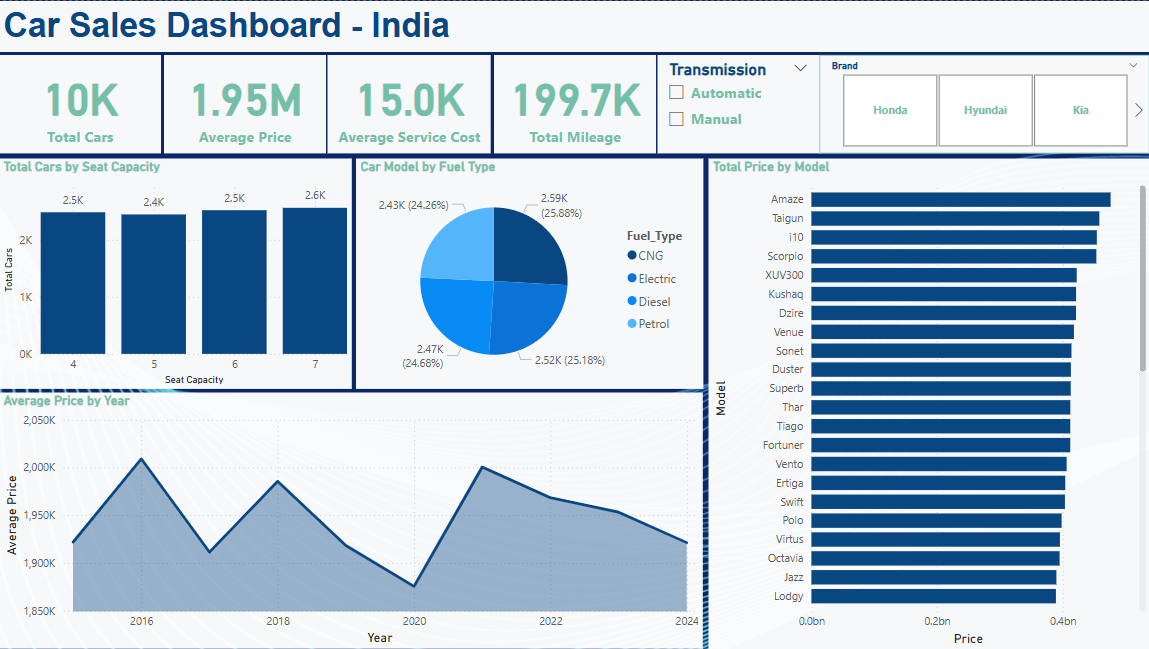 Car Sales Dashboard - India
10K
Total Cars
1.95M
Average Price
15.0K
Average Service Cost
199.7K
Total Mileage
Transmission
Automatic
Manual
Brand
Honda
Hyundai
Kia
Total Cars by Seat Capacity
Total Cars
2K
1K
0K
2.5K
2.4K
2.5K
2.6K
4
5
6
7
Seat Capacity
Car Model by Fuel Type
2.43K (24.26%)
2.59K
(25.88%)
2.47K
(24.68%)
2.52K (25.18%)
Fuel_Type
CNG
Electric
Diesel
Petrol
Average Price by Year
Average Price
2,050K
2,000K
1,950K
1,900K
1,850K
2016
2018
2020
2022
2024
Year
Total Price by Model
Model
Amaze
Taigun
i10
Scorpio
XUV300
Kushaq
Dzire
Venue
Sonet
Duster
Superb
Thar
Tiago
Fortuner
Vento
Ertiga
Swift
Polo
Virtus
Octavia
Jazz
Lodgy
0.0bn
0.2bn
0.4bn
Price